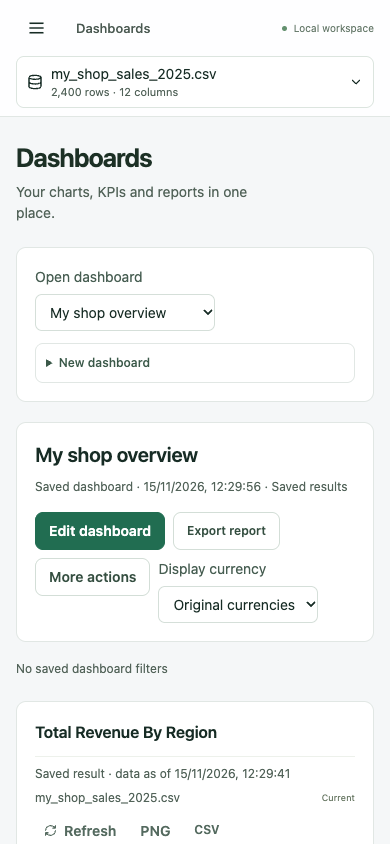 Dashboards
Local workspace
my_shop_sales_2025.csv
2,400 rows · 12 columns
Dashboards
Your charts, KPIs and reports in one
place.
Open dashboard
My shop overview
New dashboard
My shop overview
Saved dashboard · 15/11/2026, 12:29:56 · Saved results
Edit dashboard
Export report
More actions
Display currency
Original currencies
No saved dashboard filters
Total Revenue By Region
Saved result · data as of 15/11/2026, 12:29:41
my_shop_sales_2025.csv
Current
Refresh
PNG
CSV